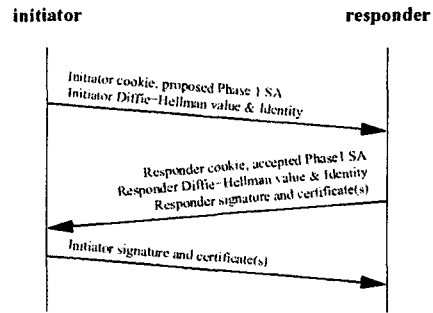 initiator
responder
Initiator cookie, proposed Phase 1 SA
Initiator Diffie-Hellman value & Identity
Responder cookie, accepted Phase1 SA
Responder Diffie-Hellman value & Identity
Responder signature and certificate(s)
Initiator signature and certificate(s)